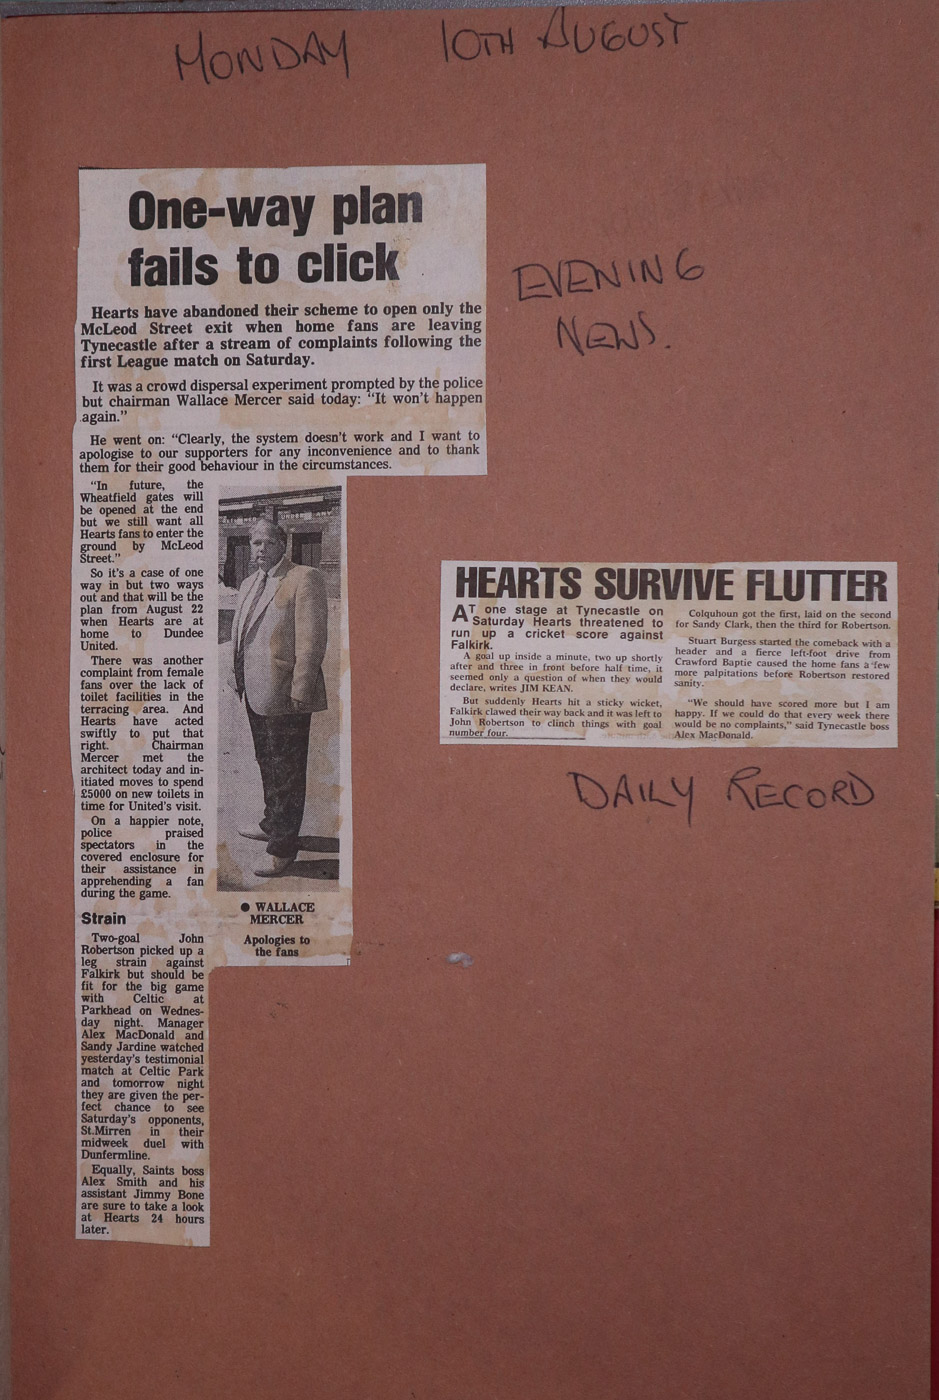 MONDAY 10TH AUGUST
One-way plan
fails to click
Hearts have abandoned their scheme to open only the
McLeod Street exit when home fans are leaving
Tynecastle after a stream of complaints following the
first League match on Saturday.
It was a crowd dispersal experiment prompted by the police
but chairman Wallace Mercer said today: "It won't happen
again."
He went on: "Clearly, the system doesn't work and I want to
apologise to our supporters for any inconvenience and to thank
them for their good behaviour in the circumstances.
"In future, the
Wheatfield gates will
be opened at the end
but we still want all
Hearts fans to enter the
ground by McLeod
Street."
So it's a case of one
way in but two ways
out and that will be the
plan from August 22
when Hearts are at
home to Dundee
United.
There was another
complaint from female
fans over the lack of
toilet facilities in the
terracing area. And
Hearts have acted
swiftly to put that
right. Chairman
Mercer met the
architect today and in-
itiated moves to spend
£5000 on new toilets in
time for United's visit.
On a happier note,
police praised
spectators in the
covered enclosure for
their assistance in
apprehending a fan
during the game.
Strain
Two-goal John
Robertson picked up a
leg strain against
Falkirk but should be
fit for the big game
with Celtic at
Parkhead on Wednes-
day night. Manager
Alex MacDonald and
Sandy Jardine watched
yesterday's testimonial
match at Celtic Park
and tomorrow night
they are given the per-
fect chance to see
Saturday's opponents,
St.Mirren in their
midweek duel with
Dunfermline.
Equally, Saints boss
Alex Smith and his
assistant Jimmy Bone
are sure to take a look
at Hearts 24 hours
later.
● WALLACE
MERCER
Apologies to
the fans
EVENING
NEWS.
HEARTS SURVIVE FLUTTER
AT one stage at Tynecastle on
Saturday Hearts threatened to
run up a cricket score against
Falkirk.
A goal up inside a minute, two up shortly
after and three in front before half time, it
seemed only a question of when they would
declare, writes JIM KEAN.
But suddenly Hearts hit a sticky wicket,
Falkirk clawed their way back and it was left to
John Robertson to clinch things with goal
number four.
Colquhoun got the first, laid on the second
for Sandy Clark, then the third for Robertson.
Stuart Burgess started the comeback with a
header and a fierce left-foot drive from
Crawford Baptie caused the home fans a few
more palpitations before Robertson restored
sanity.
"We should have scored more but I am
happy. If we could do that every week there
would be no complaints," said Tynecastle boss
Alex MacDonald.
DAILY RECORD